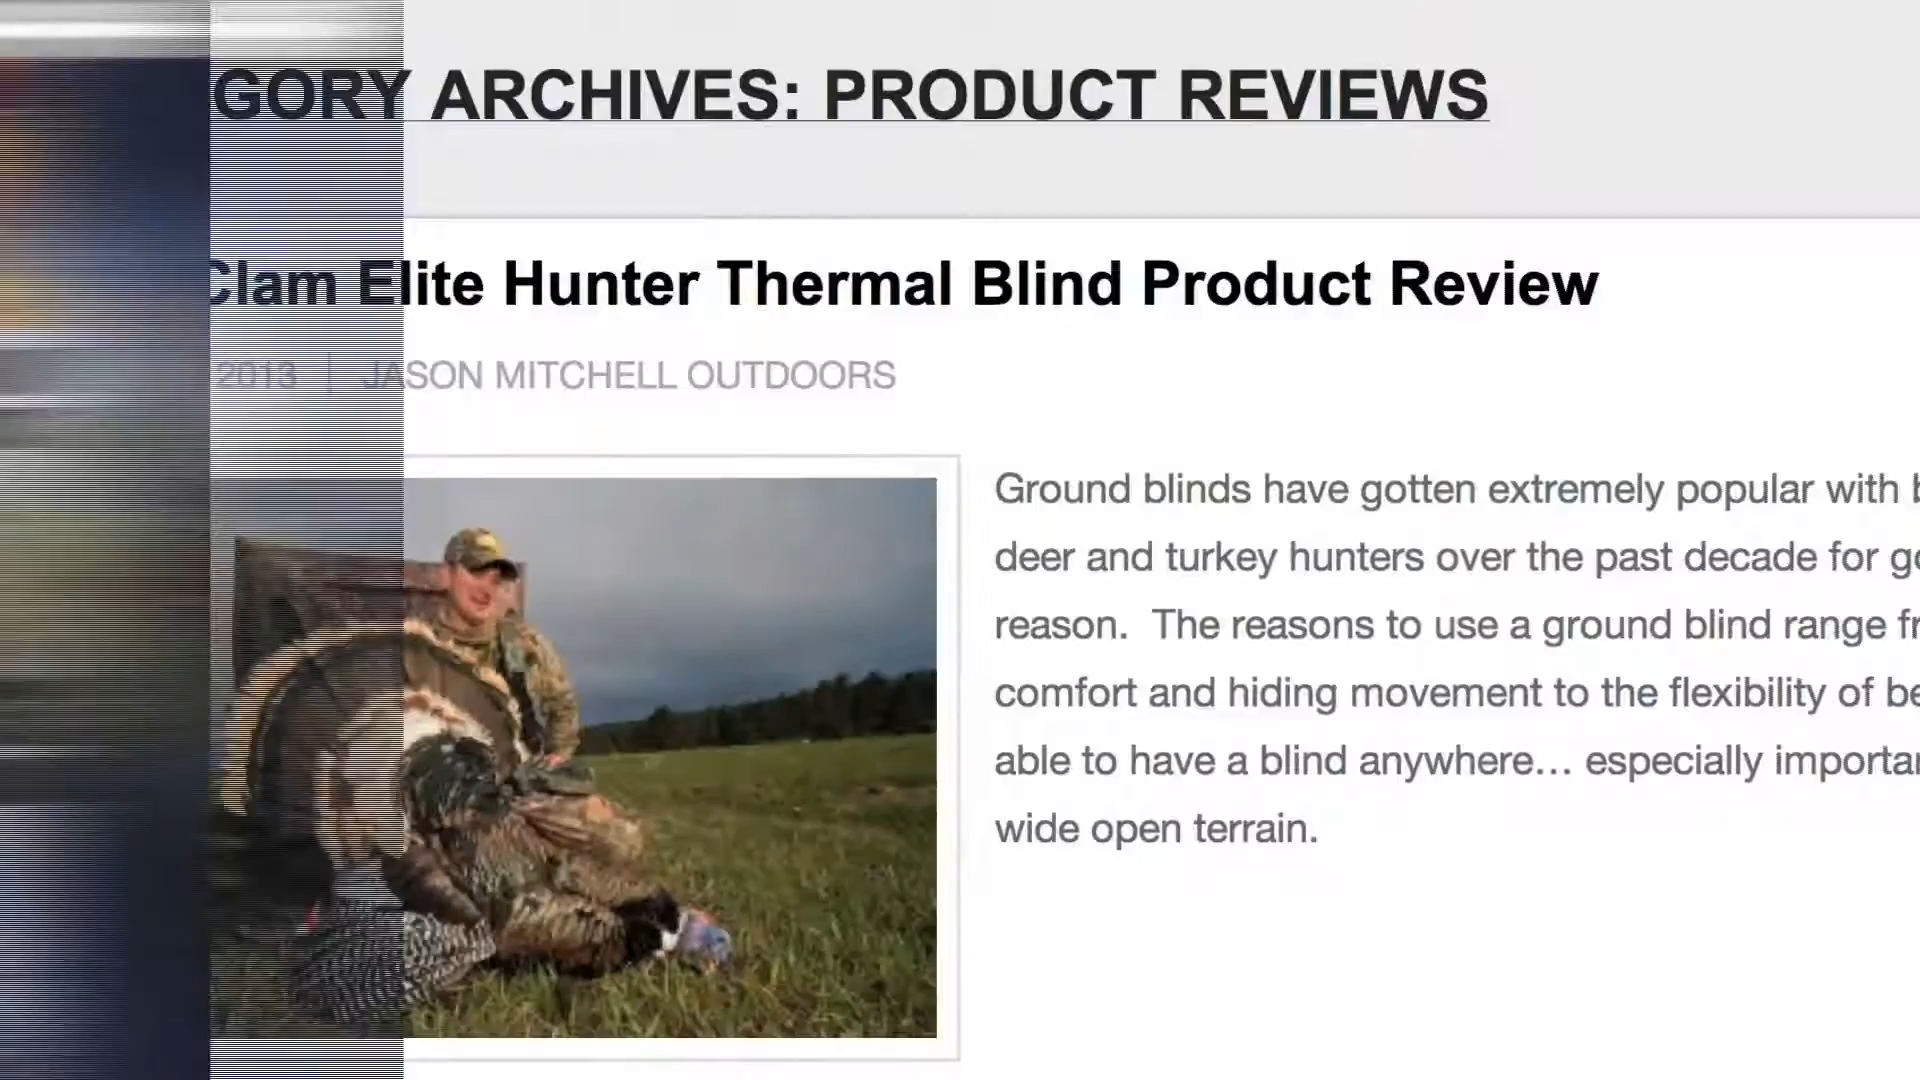 GORY ARCHIVES: PRODUCT REVIEWS
Clam Elite Hunter Thermal Blind Product Review
2013 | JASON MITCHELL OUTDOORS
Ground blinds have gotten extremely popular with
deer and turkey hunters over the past decade for
reason. The reasons to use a ground blind range
comfort and hiding movement to the flexibility of
able to have a blind anywhere... especially
wide open terrain.